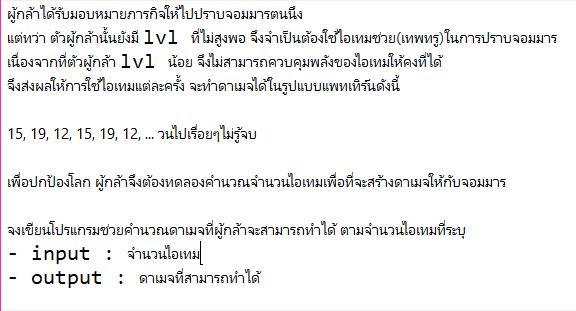 ผู้กล้าได้รับมอบหมายภารกิจให้ไปปราบจอมมารตนนึง
แต่ทว่า ตัวผู้กล้านั้นยังมี lvl ที่ไม่สูงพอ จึงจำเป็นต้องใช้ไอเทมช่วย(เทพทรู)ในการปราบจอมมาร
เนื่องจากที่ตัวผู้กล้า lvl น้อย จึงไม่สามารถควบคุมพลังของไอเทมให้คงที่ได้
จึงส่งผลให้การใช้ไอเทมแต่ละครั้ง จะทำดาเมจได้ในรูปแบบแพทเทิร์นดังนี้
15, 19, 12, 15, 19, 12, ... วนไปเรื่อยๆไม่รู้จบ
เพื่อปกป้องโลก ผู้กล้าจึงต้องทดลองคำนวณจำนวนไอเทมเพื่อที่จะสร้างดาเมจให้กับจอมมาร
จงเขียนโปรแกรมช่วยคำนวณดาเมจที่ผู้กล้าจะสามารถทำได้ ตามจำนวนไอเทมที่ระบุ
- input : จำนวนไอเทม
- output : ดาเมจที่สามารถทำได้